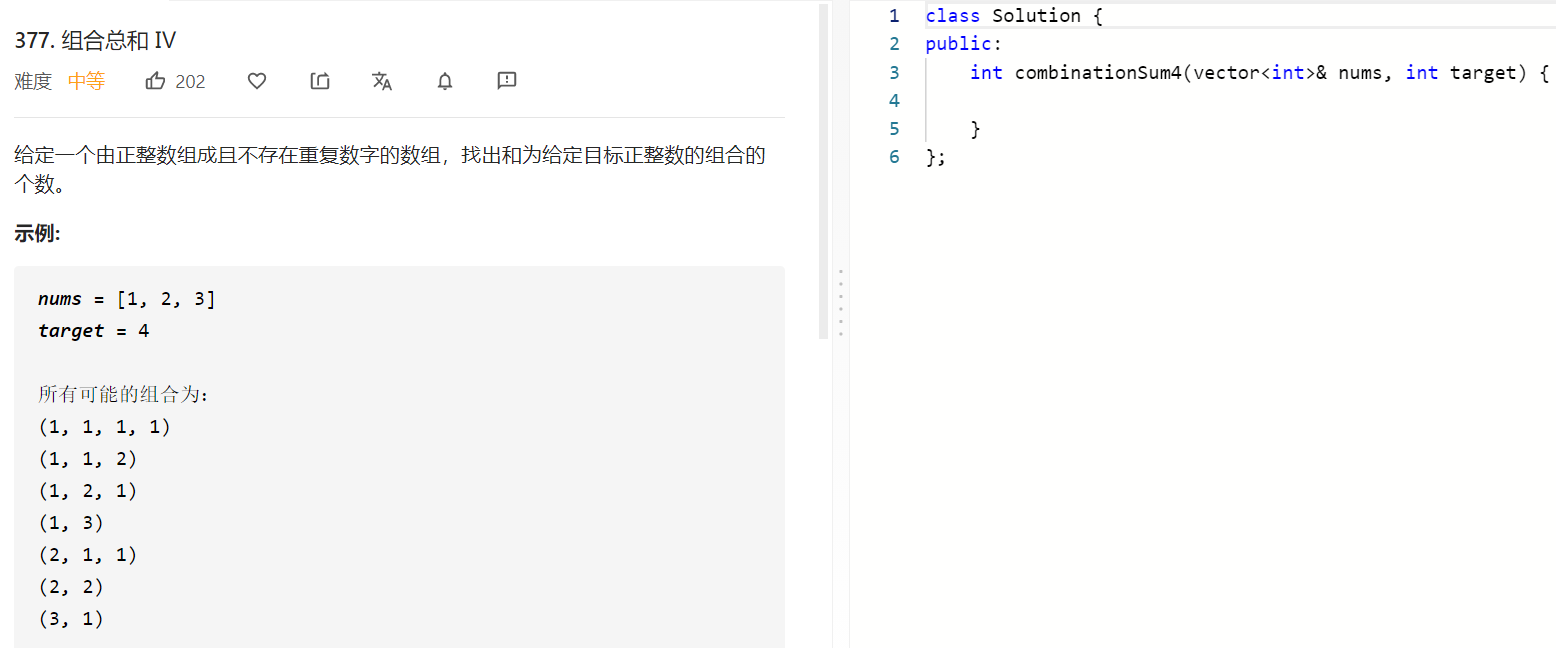 377. 组合总和 IV
难度 中等 202
给定一个由正整数组成且不存在重复数字的数组，找出和为给定目标正整数的组合的
个数。
示例:
nums = [1, 2, 3]
target = 4
所有可能的组合为：
(1, 1, 1, 1)
(1, 1, 2)
(1, 2, 1)
(1, 3)
(2, 1, 1)
(2, 2)
(3, 1)
1 class Solution {
2 public:
3     int combinationSum4(vector<int>& nums, int target) {
4
5     }
6 };